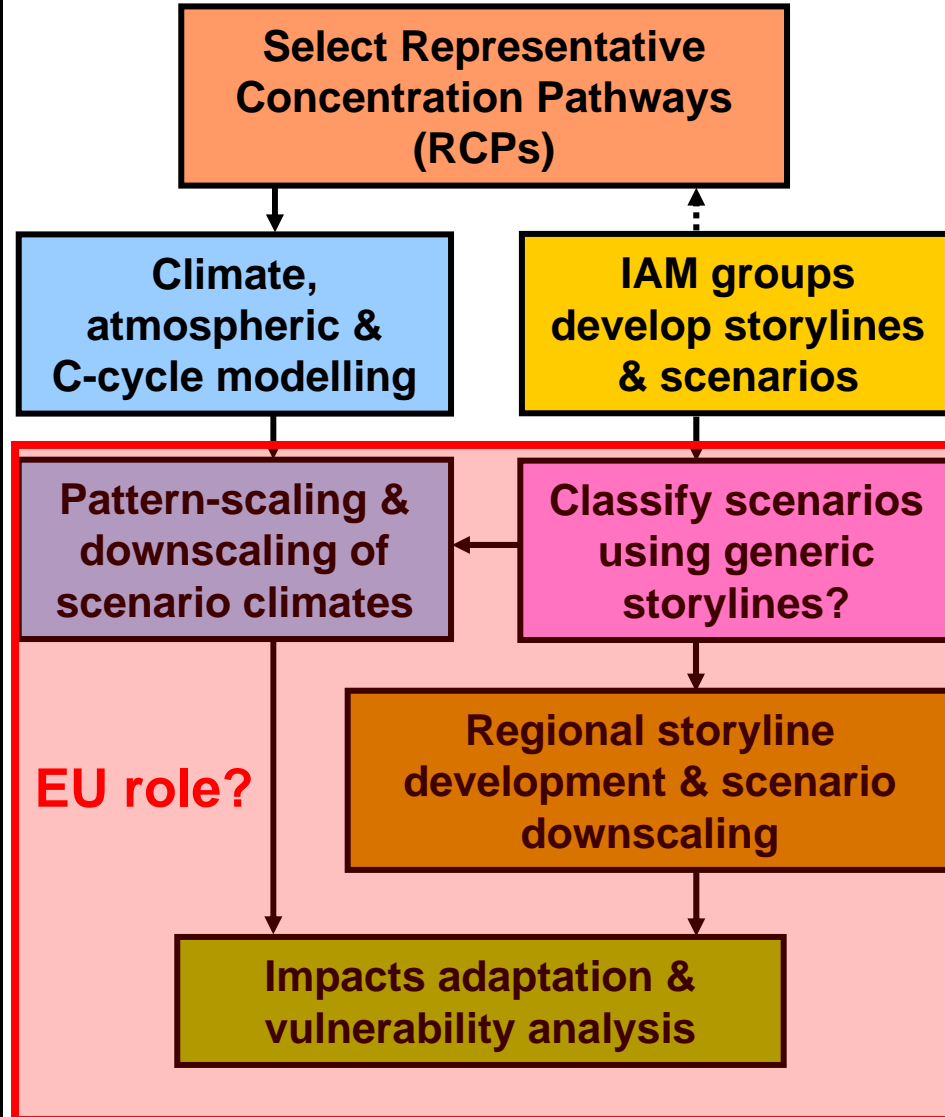 Select Representative
Concentration Pathways
(RCPs)
Climate,
atmospheric &
C-cycle modelling
IAM groups
develop storylines
& scenarios
Pattern-scaling &
downscaling of
scenario climates
Classify scenarios
using generic
storylines?
Regional storyline
development & scenario
downscaling
EU role?
Impacts adaptation &
vulnerability analysis